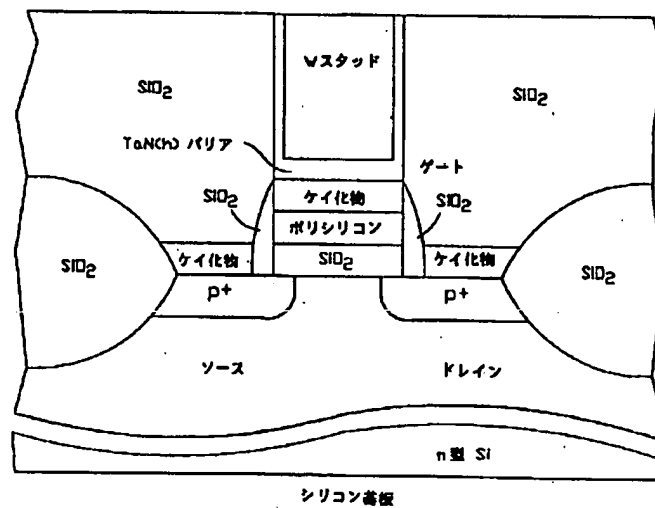 Wスタッド
SiO₂
SiO₂
TaN(h) バリア
ゲート
SiO₂
ケイ化物
SiO₂
ポリシリコン
SiO₂
ケイ化物
SiO₂
ケイ化物
SiO₂
p+
p+
ソース
ドレイン
n型 Si
シリコン基板